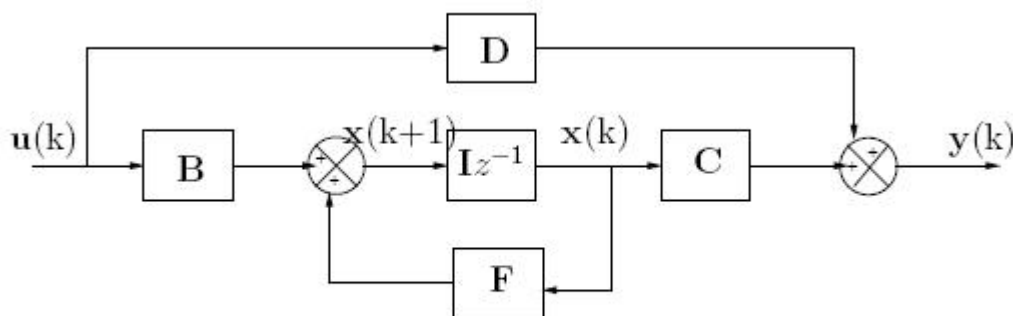 D
u(k)
B
+
+
x(k+1)
Iz⁻¹
x(k)
C
+
+
y(k)
F